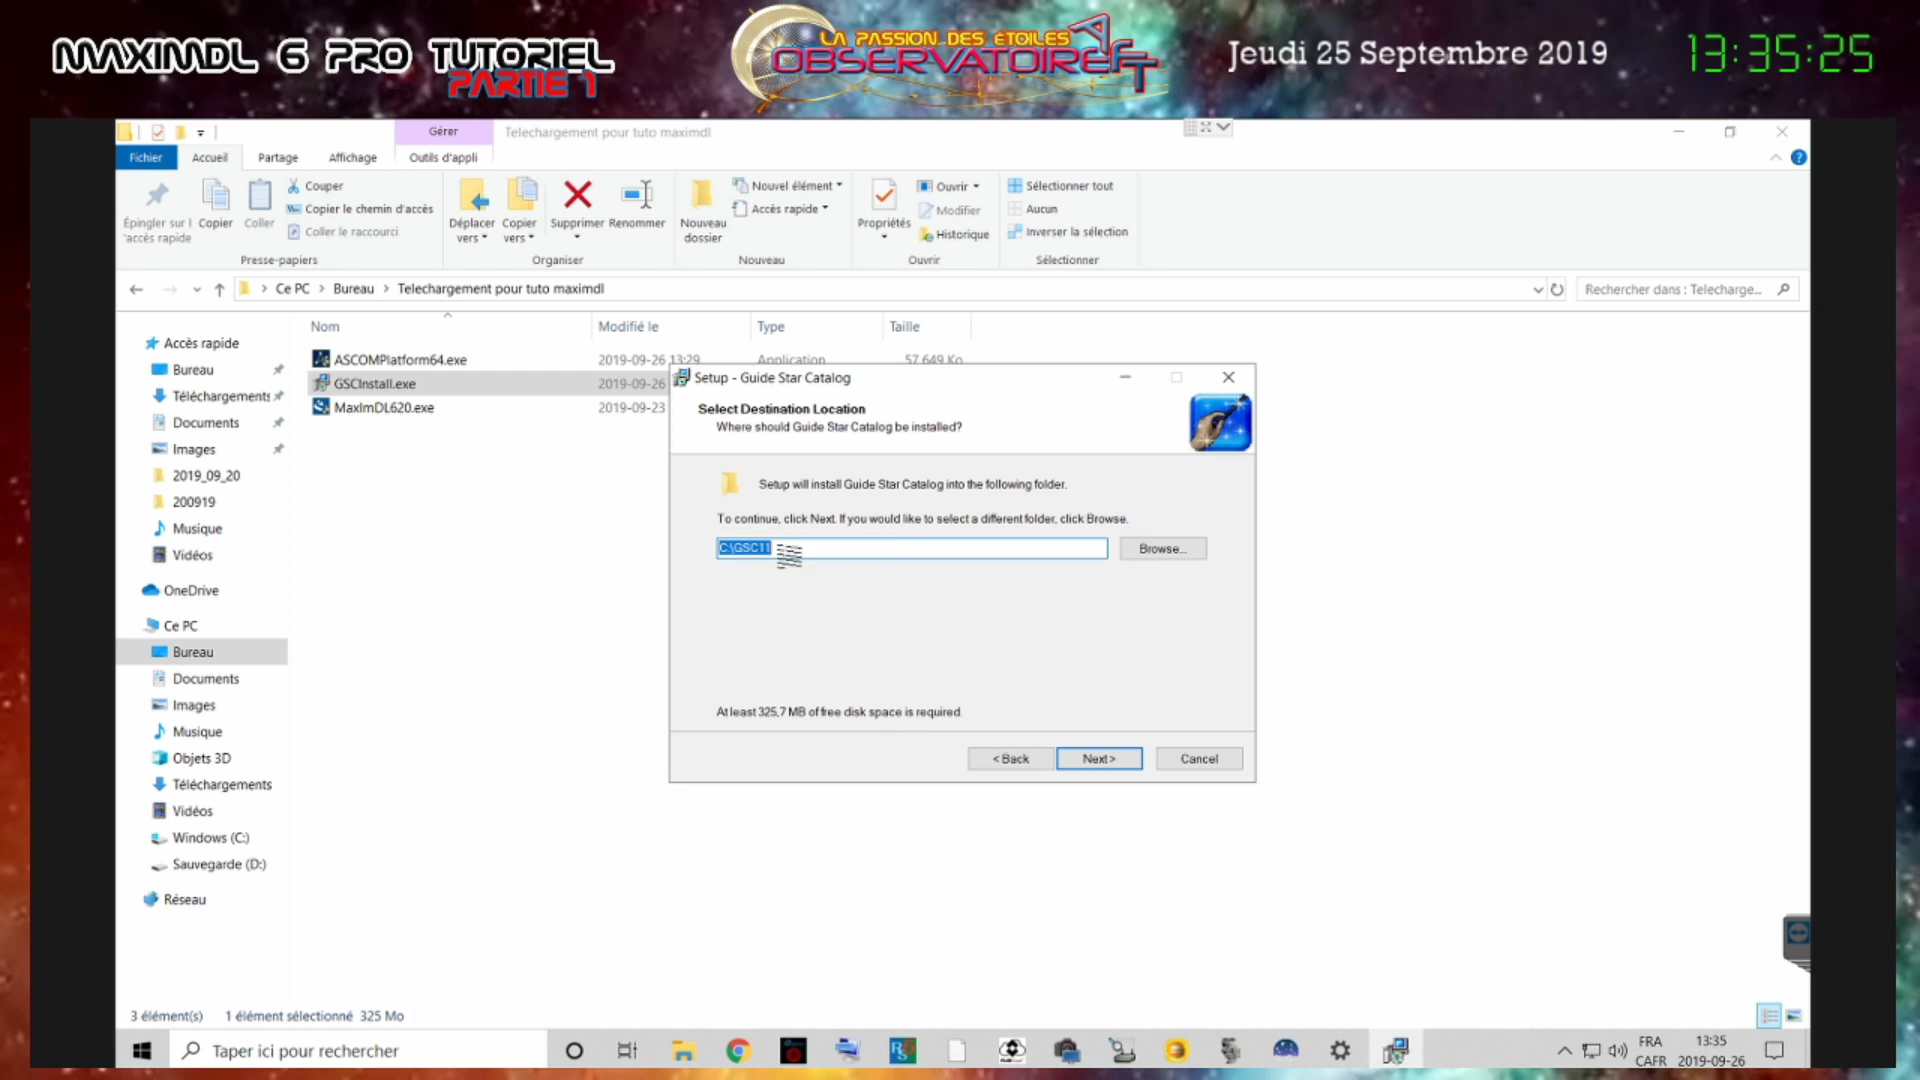 MAXIMDL 6 PRO TUTORIEL
PARTIE 1
LA PASSION DES ÉTOILES
OBSERVATOIRE AFT
Jeudi 25 Septembre 2019
13:35:25
Gérer
Telechargement pour tuto maximdl
Fichier
Accueil
Partage
Affichage
Outils d'appli
Épingler sur l
'accès rapide
Copier
Coller
Couper
Copier le chemin d'accès
Coller le raccourci
Presse-papiers
Déplacer
vers
Copier
vers
Supprimer
Renommer
Organiser
Nouveau
dossier
Nouvel élément
Accès rapide
Nouveau
Propriétés
Ouvrir
Modifier
Historique
Ouvrir
Sélectionner tout
Aucun
Inverser la sélection
Sélectionner
Ce PC > Bureau > Telechargement pour tuto maximdl
Rechercher dans : Telecharge...
Nom
Modifié le
Type
Taille
ASCOMPlatform64.exe
2019-09-26 13:29
Application
57 649 Ko
GSCInstall.exe
2019-09-26
MaxImDL620.exe
2019-09-23
Accès rapide
Bureau
Téléchargements
Documents
Images
2019_09_20
200919
Musique
Vidéos
OneDrive
Ce PC
Bureau
Documents
Images
Musique
Objets 3D
Téléchargements
Vidéos
Windows (C:)
Sauvegarde (D:)
Réseau
Setup - Guide Star Catalog
Select Destination Location
Where should Guide Star Catalog be installed?
Setup will install Guide Star Catalog into the following folder.
To continue, click Next. If you would like to select a different folder, click Browse.
C:\GSC11
Browse...
At least 325,7 MB of free disk space is required.
< Back
Next >
Cancel
3 élément(s)
1 élément sélectionné 325 Mo
Taper ici pour rechercher
FRA
CAFR
13:35
2019-09-26